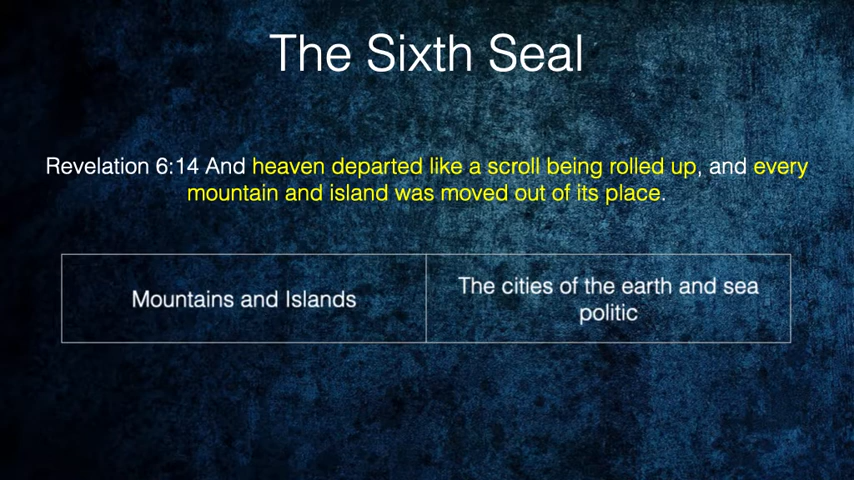 The Sixth Seal
Revelation 6:14 And heaven departed like a scroll being rolled up, and every
mountain and island was moved out of its place.
Mountains and Islands
The cities of the earth and sea
politic